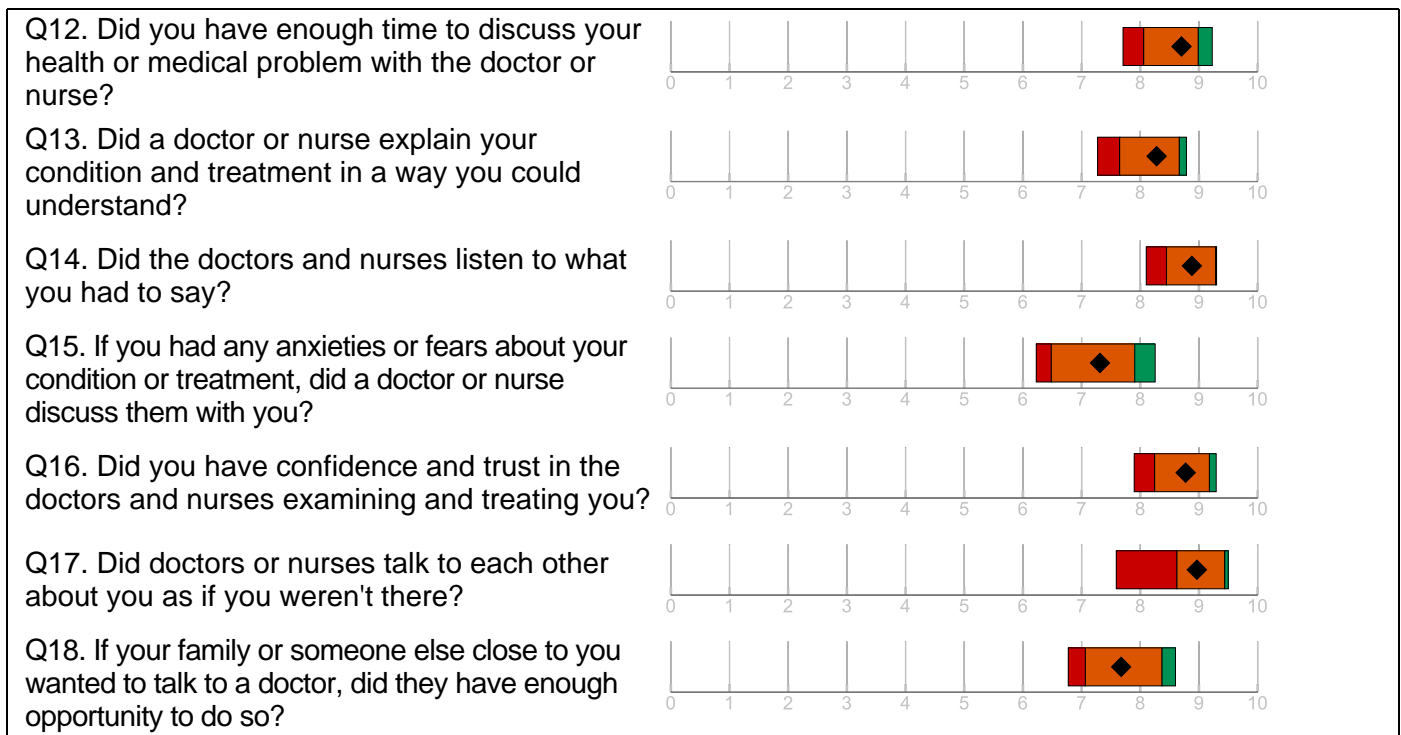 Q12. Did you have enough time to discuss your
health or medical problem with the doctor or
nurse?
0 1 2 3 4 5 6 7 8 9 10
Q13. Did a doctor or nurse explain your
condition and treatment in a way you could
understand?
0 1 2 3 4 5 6 7 8 9 10
Q14. Did the doctors and nurses listen to what
you had to say?
0 1 2 3 4 5 6 7 8 9 10
Q15. If you had any anxieties or fears about your
condition or treatment, did a doctor or nurse
discuss them with you?
0 1 2 3 4 5 6 7 8 9 10
Q16. Did you have confidence and trust in the
doctors and nurses examining and treating you?
0 1 2 3 4 5 6 7 8 9 10
Q17. Did doctors or nurses talk to each other
about you as if you weren't there?
0 1 2 3 4 5 6 7 8 9 10
Q18. If your family or someone else close to you
wanted to talk to a doctor, did they have enough
opportunity to do so?
0 1 2 3 4 5 6 7 8 9 10